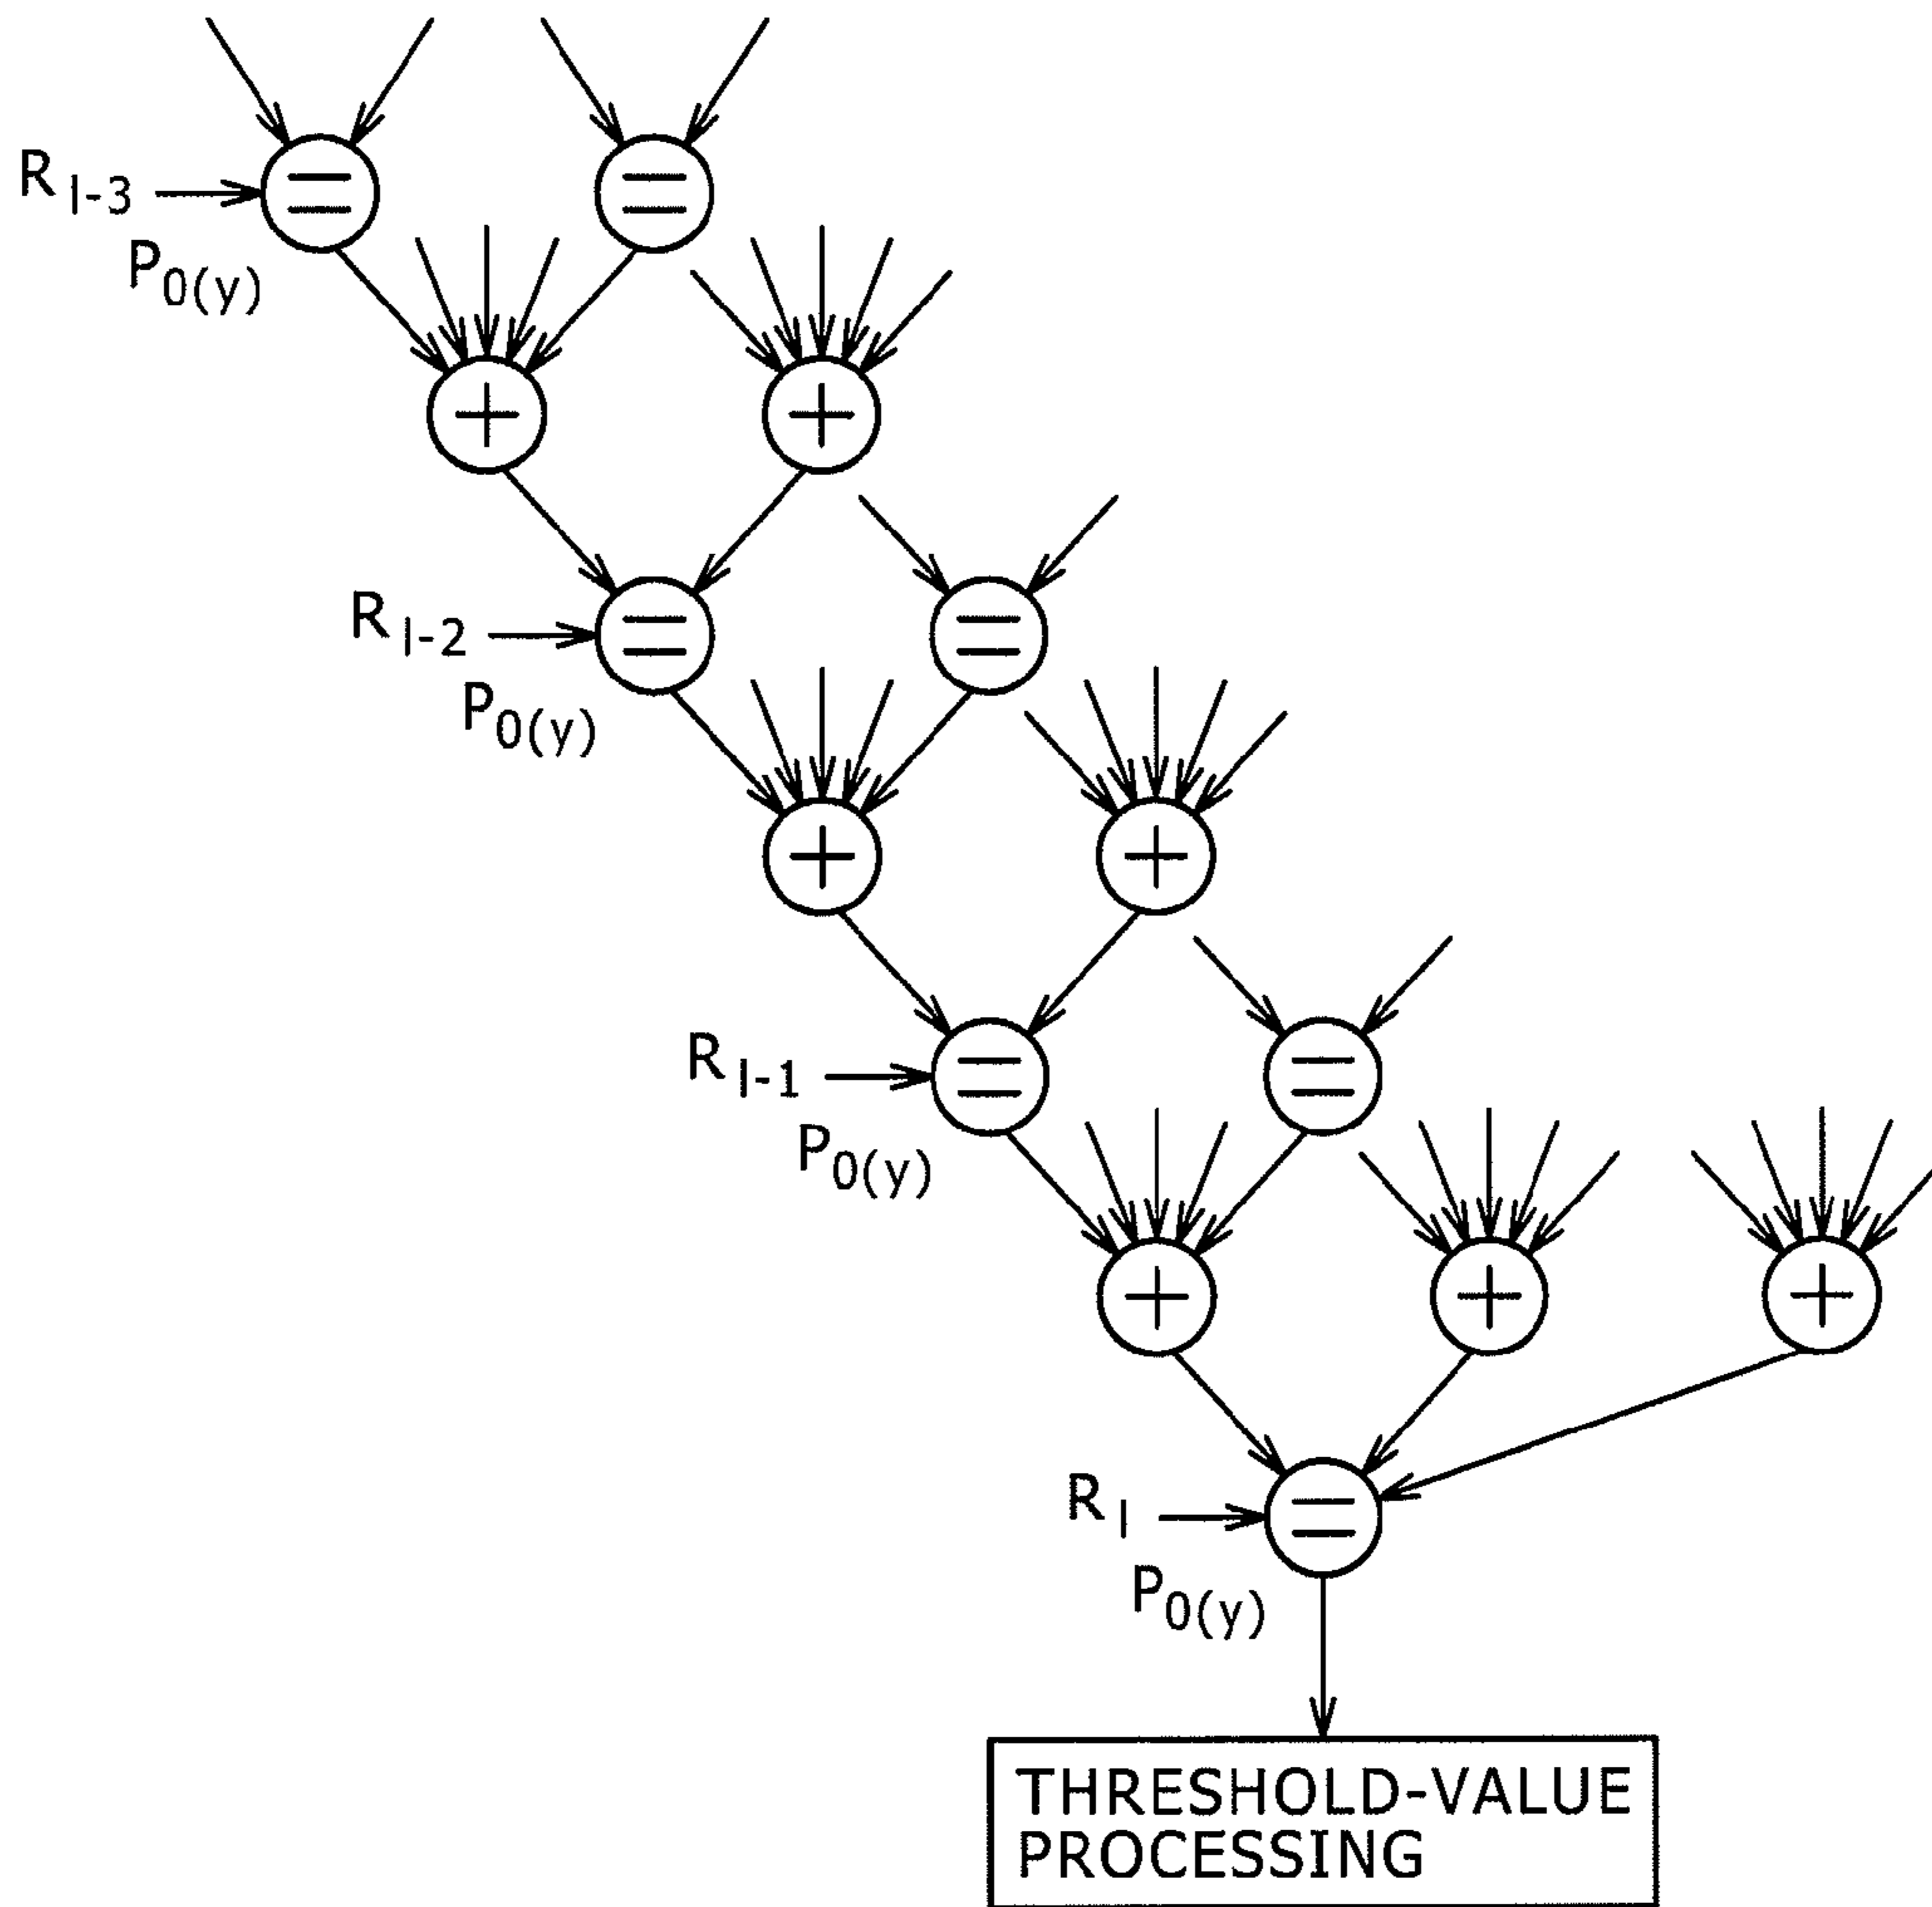 R l-3
P0(y)
R l-2
P0(y)
R l-1
P0(y)
R l
P0(y)
THRESHOLD-VALUE
PROCESSING